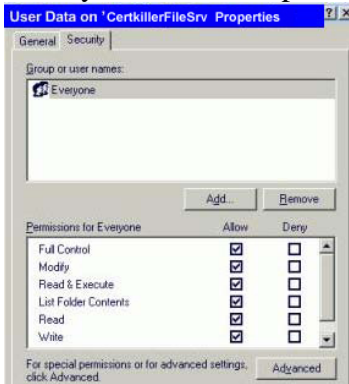 User Data on 'CertkillerFileSrv Properties ? X
General Security
Group or user names:
Everyone
Add... Remove
Permissions for Everyone Allow Deny
Full Control
Modify
Read & Execute
List Folder Contents
Read
Write
For special permissions or for advanced settings,
click Advanced. Advanced